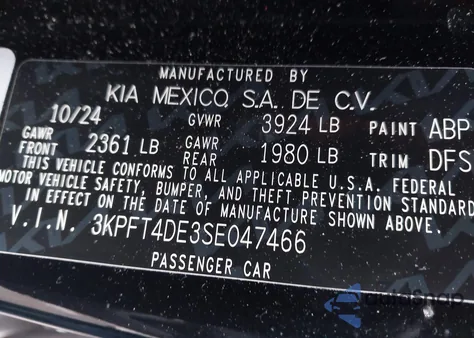 MANUFACTURED BY
KIA MEXICO, S.A. DE C.V.
10/24 GVWR 3924 LB PAINT ABP
GAWR FRONT 2361 LB GAWR REAR 1980 LB TRIM DFS
THIS VEHICLE CONFORMS TO ALL APPLICABLE U.S.A. FEDERAL
MOTOR VEHICLE SAFETY, BUMPER, AND THEFT PREVENTION STANDARD
IN EFFECT ON THE DATE OF MANUFACTURE SHOWN ABOVE.
V.I.N. 3KPFT4DE3SE047466
PASSENGER CAR
autoSnap